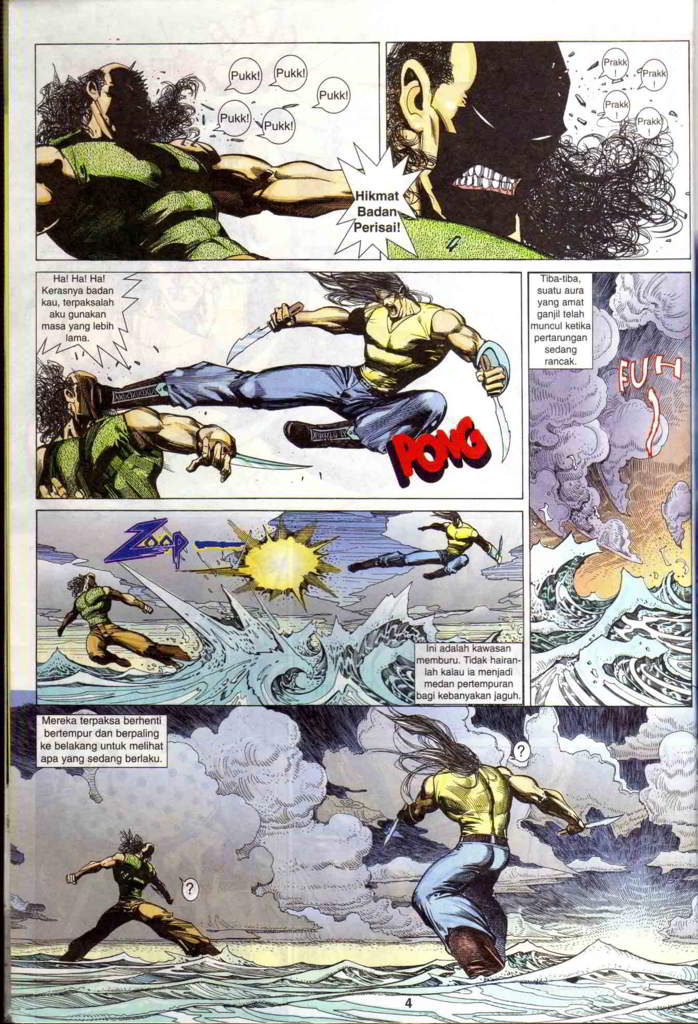 Pukk!
Pukk!
Pukk!
Pukk!
Pukk!
Prakk
!
Prakk
!
Prakk
!
Prakk
!
Hikmat
Badan
Perisai!
Ha! Ha! Ha!
Kerasnya badan
kau, terpaksalah
aku gunakan
masa yang lebih
lama.
PONG
Tiba-tiba,
suatu aura
yang amat
ganjil telah
muncul ketika
pertarungan
sedang
rancak.
EUH
!
Zoop
Ini adalah kawasan
memburu. Tidak hairan-
lah kalau ia menjadi
medan pertempuran
bagi kebanyakan jaguh.
Mereka terpaksa berhenti
bertempur dan berpaling
ke belakang untuk melihat
apa yang sedang berlaku.
?
?
4